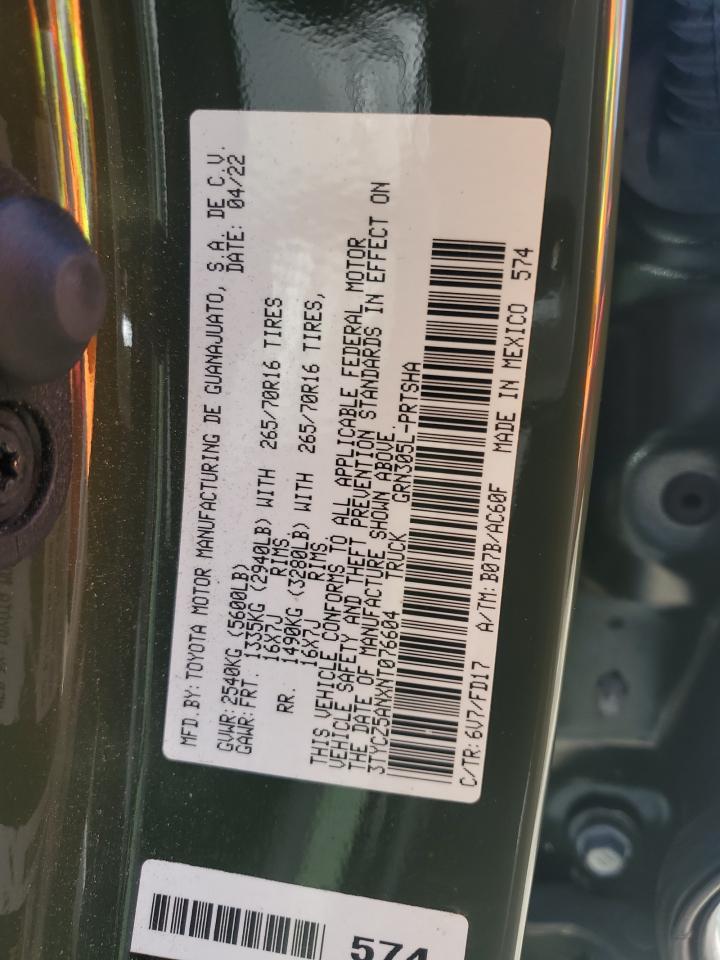 MFD.BY: TOYOTA MOTOR MANUFACTURING DE GUANAJUATO, S.A. DE C.V.
DATE: 04/22
GVWR: 2540KG (5600LB)
GAWR: FRT. 1335KG (2940LB) WITH 265/70R16 TIRES
16X7J RIMS
RR. 1490KG (3280LB) WITH 265/70R16 TIRES,
16X7J RIMS
THIS VEHICLE CONFORMS TO ALL APPLICABLE FEDERAL MOTOR
VEHICLE SAFETY AND THEFT PREVENTION STANDARDS IN EFFECT ON
THE DATE OF MANUFACTURE SHOWN ABOVE.
3TYCZ5ANXNT076604 TRUCK GRN305L-PRTSHA
C/TR: 6V7/FD17 A/TM: B07B/AC60F MADE IN MEXICO 574
574